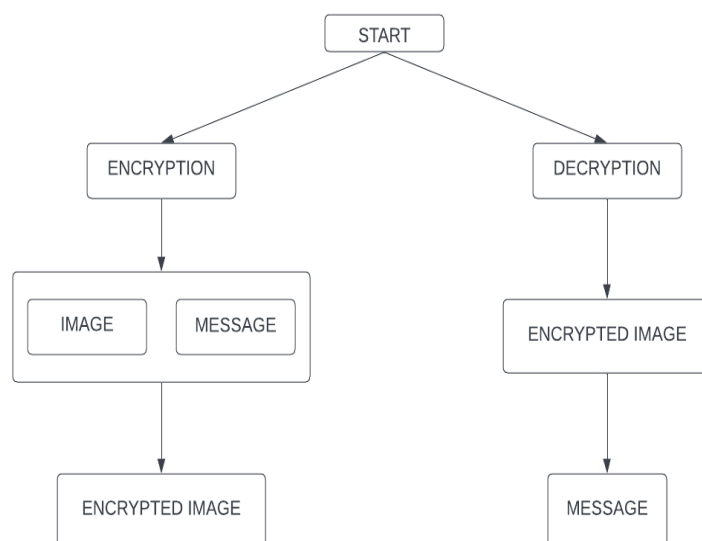 START
ENCRYPTION
DECRYPTION
IMAGE
MESSAGE
ENCRYPTED IMAGE
ENCRYPTED IMAGE
MESSAGE